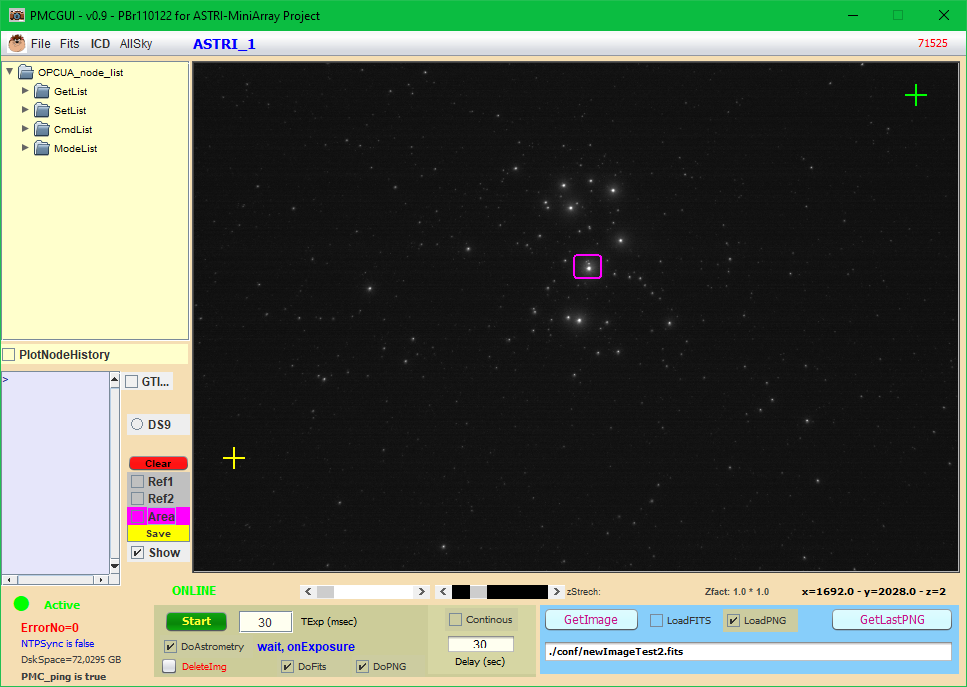 PMCGUI - v0.9 - PBr110122 for ASTRI-MiniArray Project
File Fits ICD AllSky ASTRI_1 71525
OPCUA_node_list
GetList
SetList
CmdList
ModeList
PlotNodeHistory
>
GTI...
DS9
Clear
Ref1
Ref2
Area
Save
Show
ONLINE zStrech: Zfact: 1.0 * 1.0 x=1692.0 - y=2028.0 - z=2
Active
ErrorNo=0
NTPSync is false
DskSpace=72,0295 GB
PMC_ping is true
Start 30 TExp (msec)
DoAstrometry wait, onExposure
DeleteImg DoFits DoPNG
Continous
30
Delay (sec)
GetImage LoadFITS LoadPNG GetLastPNG
./conf/newImageTest2.fits